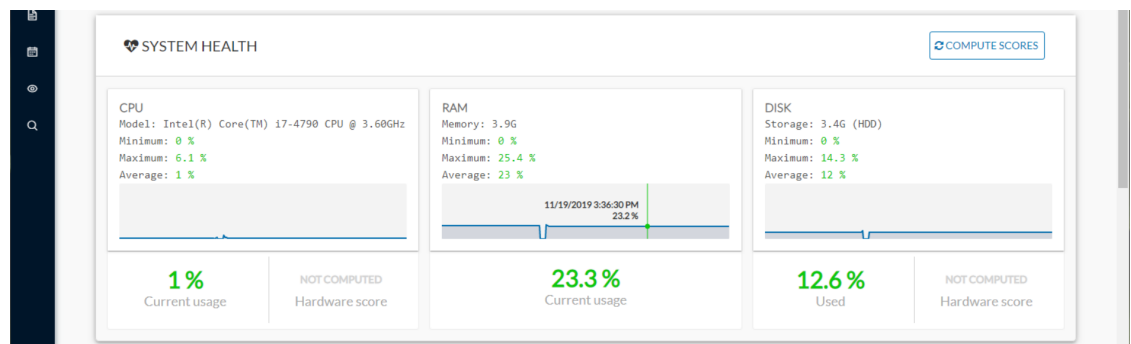 SYSTEM HEALTH
COMPUTE SCORES
CPU
Model: Intel(R) Core(TM) i7-4790 CPU @ 3.60GHz
Minimum: 0 %
Maximum: 6.1 %
Average: 1 %
1 %
Current usage
NOT COMPUTED
Hardware score
RAM
Memory: 3.9G
Minimum: 0 %
Maximum: 25.4 %
Average: 23 %
11/19/2019 3:36:30 PM
23.2 %
23.3 %
Current usage
DISK
Storage: 3.4G (HDD)
Minimum: 0 %
Maximum: 14.3 %
Average: 12 %
12.6 %
Used
NOT COMPUTED
Hardware score